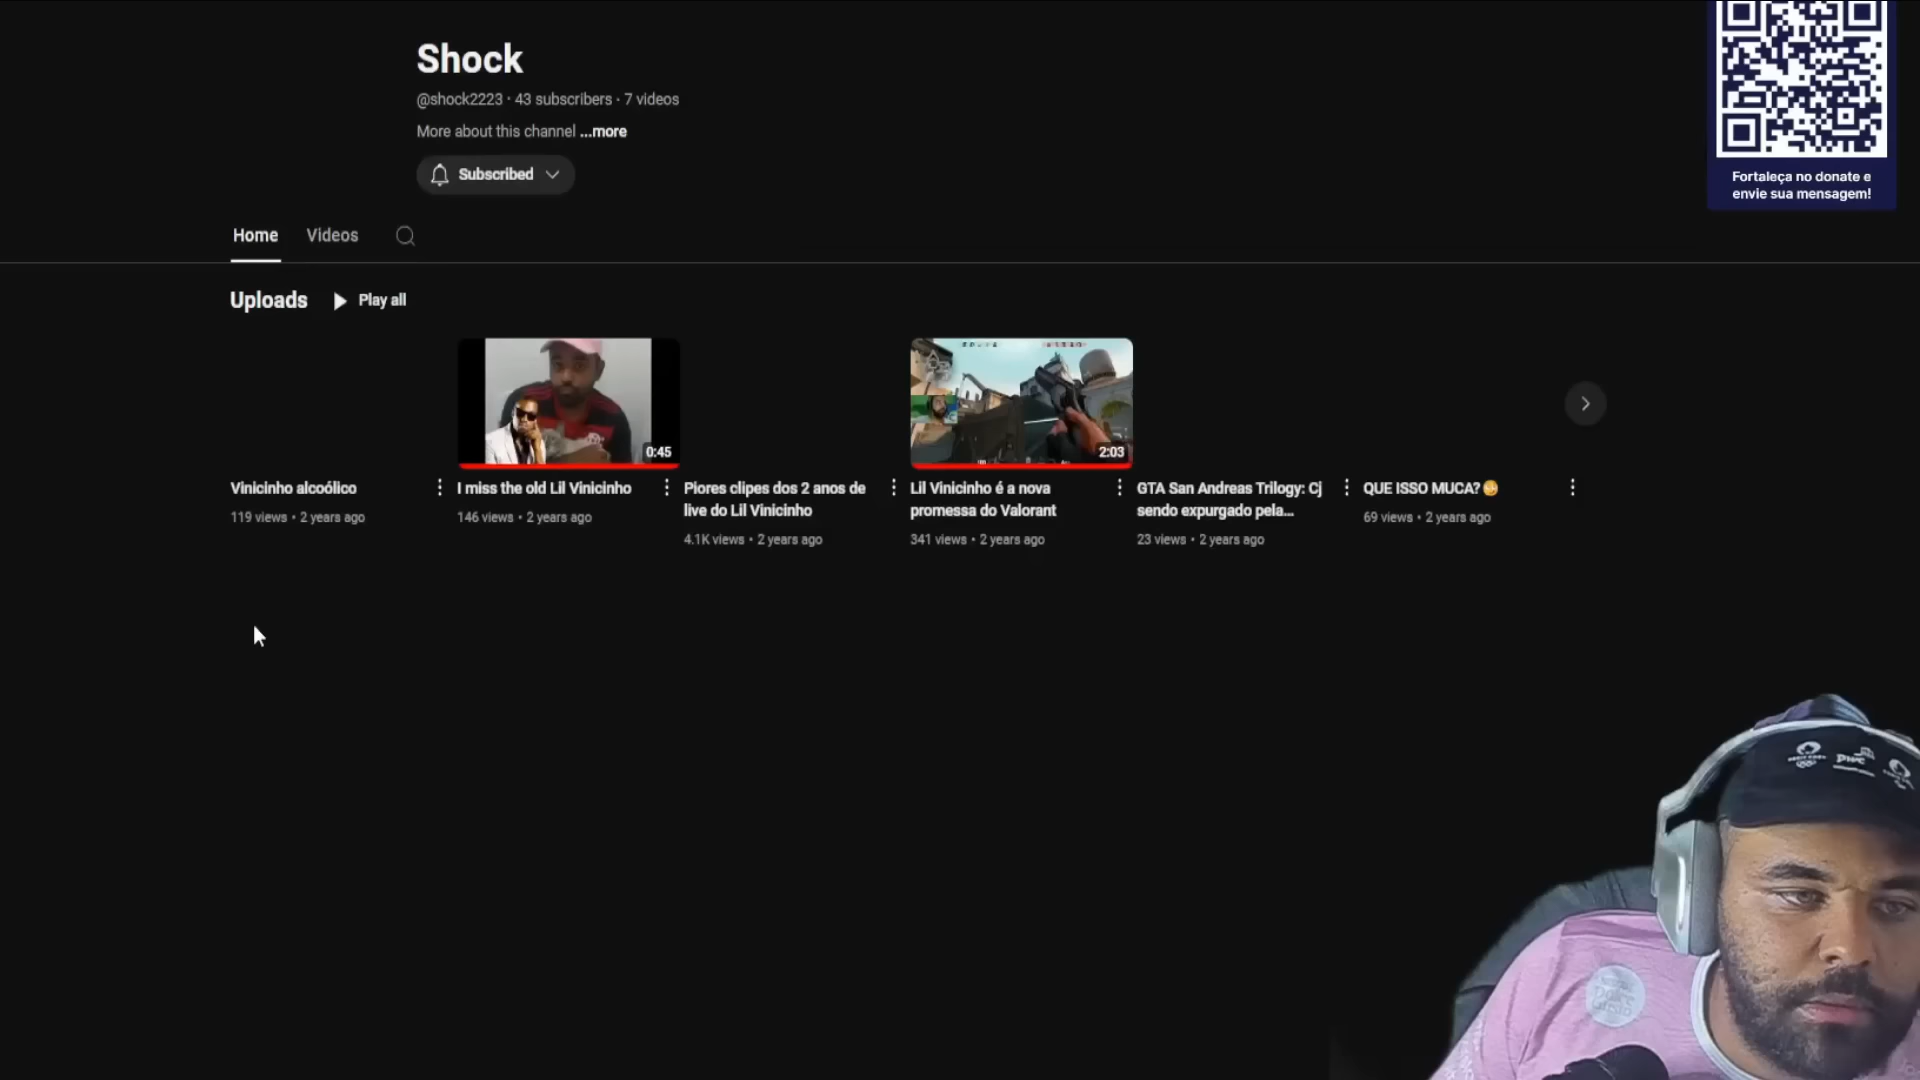 Shock
@shock2223 · 43 subscribers · 7 videos
More about this channel ...more
Subscribed
Fortaleça no donate e
envie sua mensagem!
Home Videos
Uploads Play all
0:45
2:03
Vinicinho alcoólico
119 views • 2 years ago
I miss the old Lil Vinicinho
146 views • 2 years ago
Piores clipes dos 2 anos de
live do Lil Vinicinho
4.1K views • 2 years ago
Lil Vinicinho é a nova
promessa do Valorant
341 views • 2 years ago
GTA San Andreas Trilogy: Cj
sendo expurgado pela...
23 views • 2 years ago
QUE ISSO MUCA?
69 views • 2 years ago
pwc